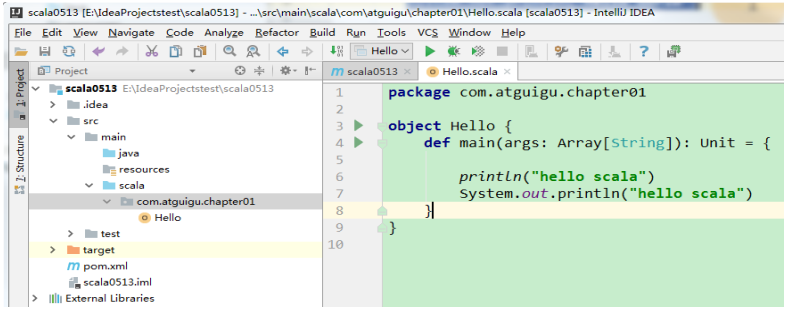 scala0513 [E:\IdeaProjectstest\scala0513] - ...\src\main\scala\com\atguigu\chapter01\Hello.scala [scala0513] - IntelliJ IDEA
File Edit View Navigate Code Analyze Refactor Build Run Tools VCS Window Help
Hello
Project
scala0513
Hello.scala
1: Project
7: Structure
scala0513 E:\IdeaProjectstest\scala0513
.idea
src
main
java
resources
scala
com.atguigu.chapter01
Hello
test
target
pom.xml
scala0513.iml
External Libraries
1 package com.atguigu.chapter01
2
3 object Hello {
4 def main(args: Array[String]): Unit = {
5
6 println("hello scala")
7 System.out.println("hello scala")
8 }
9 }
10